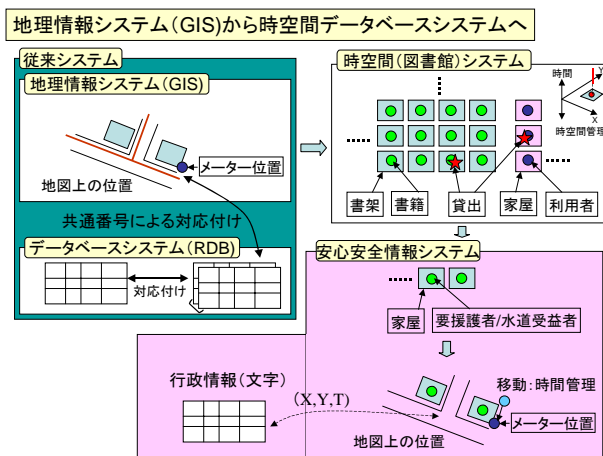 地理情報システム(GIS)から時空間データベースシステムへ
従来システム
地理情報システム(GIS)
メーター位置
地図上の位置
共通番号による対応付け
データベースシステム(RDB)
対応付け
時空間(図書館)システム
時間
Y
X
時空間管理
書架
書籍
貸出
家屋
利用者
安心安全情報システム
家屋
要援護者/水道受益者
行政情報(文字)
(X,Y,T)
移動:時間管理
メーター位置
地図上の位置